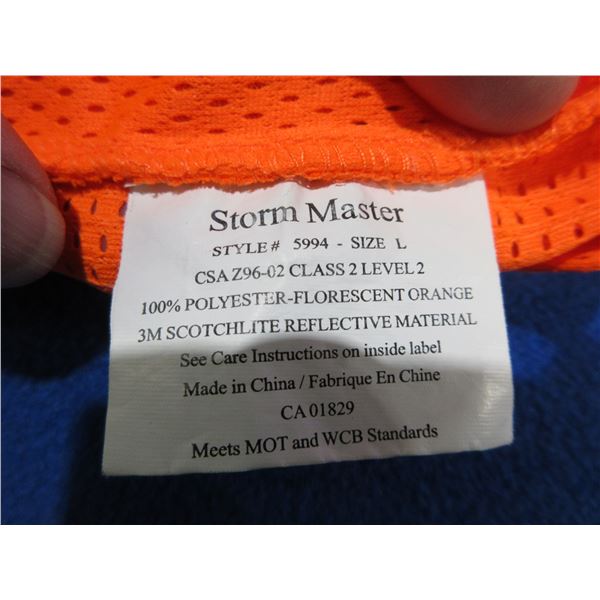 Storm Master
STYLE# 5994 - SIZE L
CSA Z96-02 CLASS 2 LEVEL 2
100% POLYESTER-FLORESCENT ORANGE
3M SCOTCHLITE REFLECTIVE MATERIAL
See Care Instructions on inside label
Made in China / Fabrique En Chine
CA 01829
Meets MOT and WCB Standards